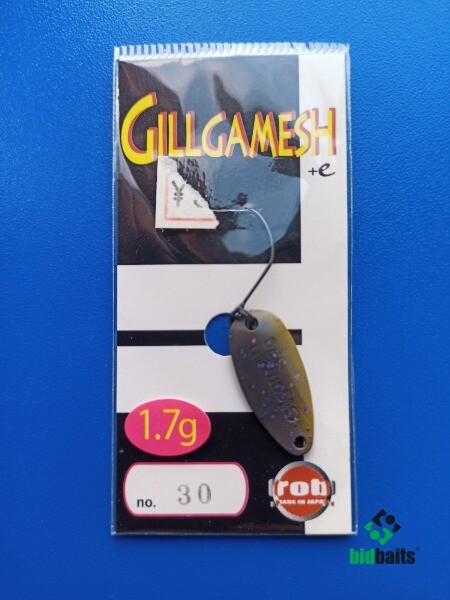 GILLGAMESH
+e
¥
1.7g
no. 30
rob
MADE IN JAPAN
bidbaits®